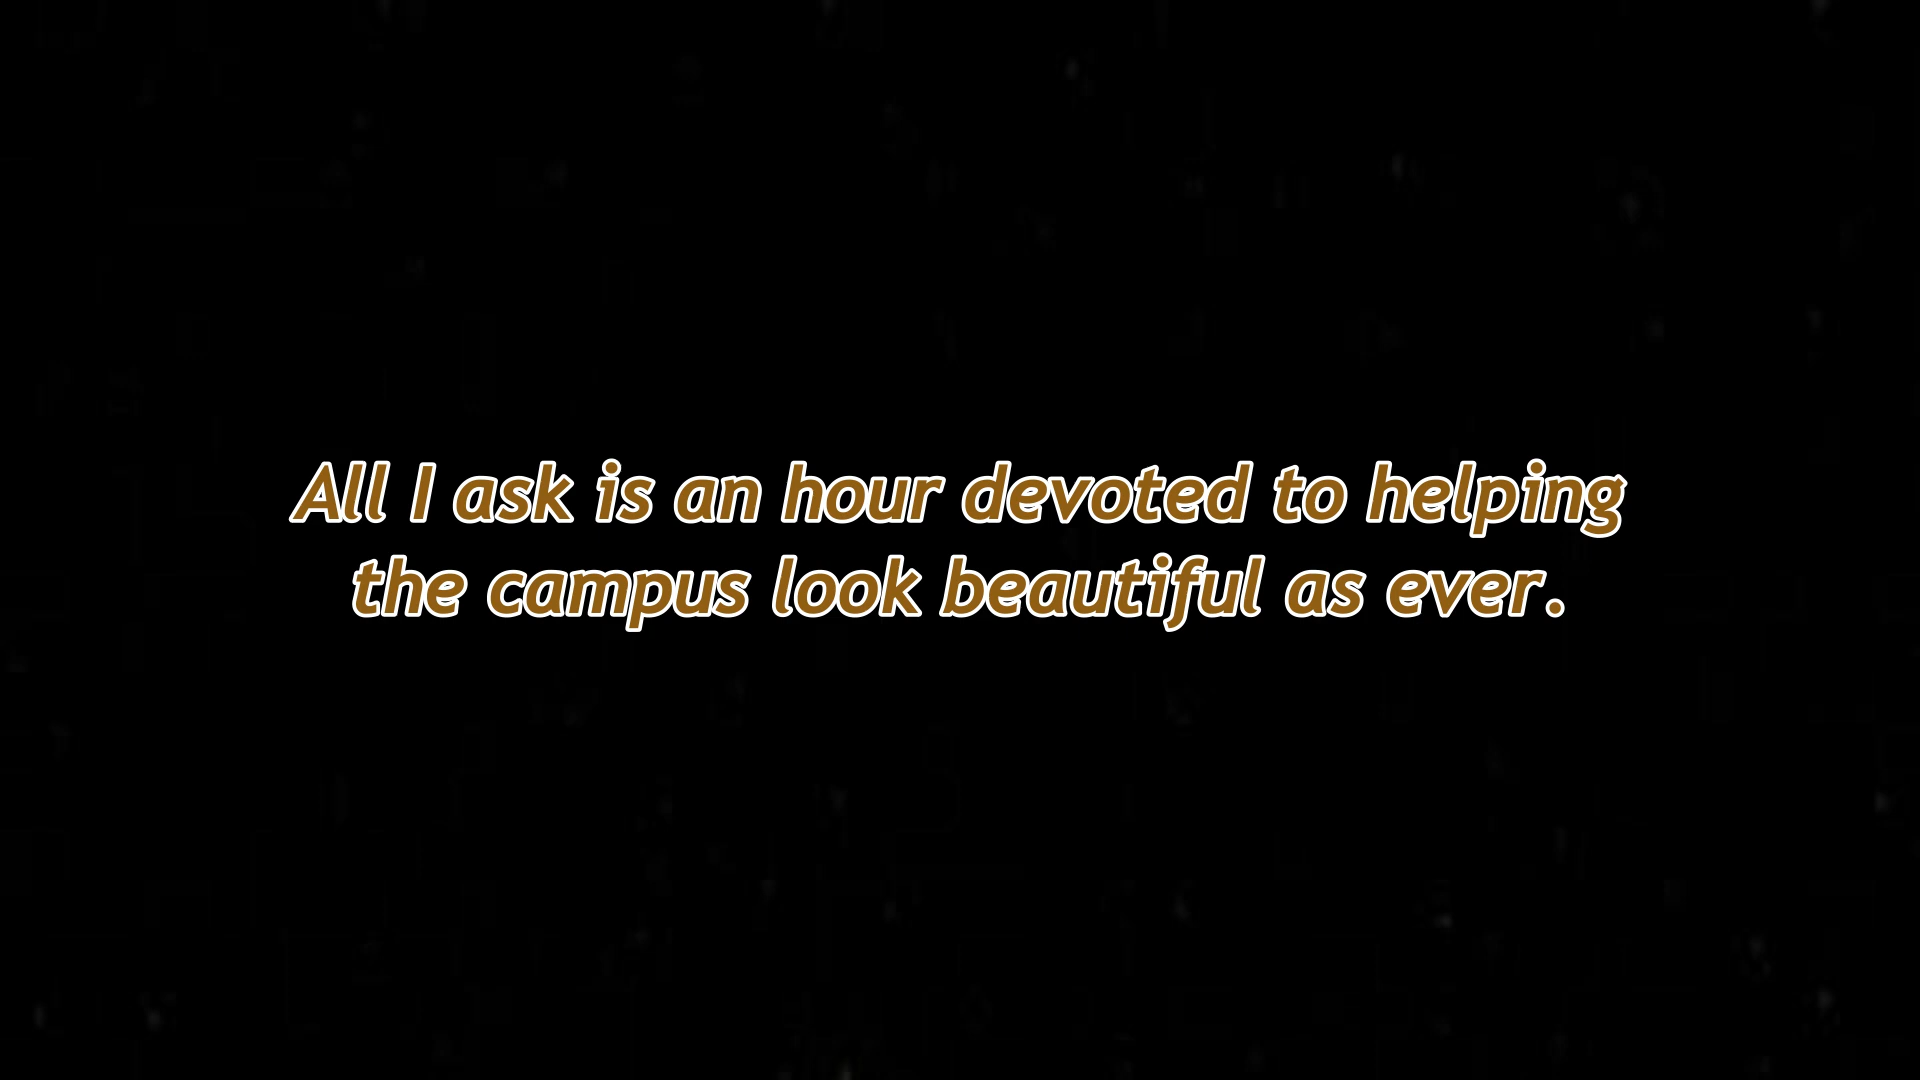 All I ask is an hour devoted to helping
the campus look beautiful as ever.